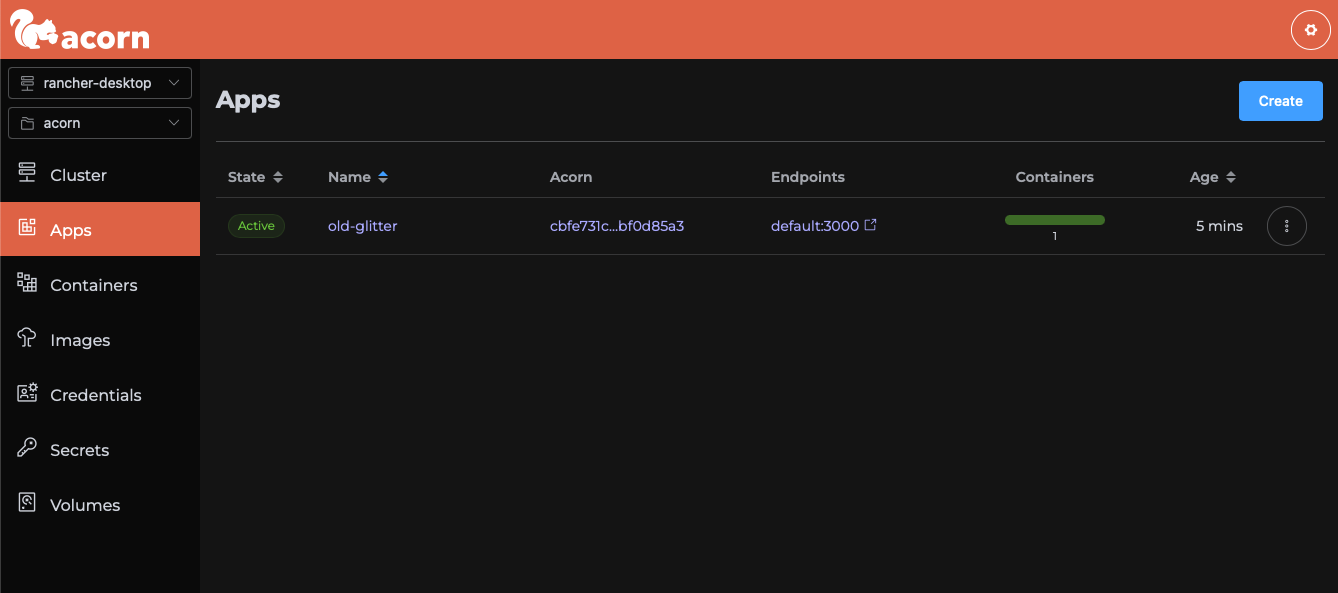 acorn
rancher-desktop
acorn
Cluster
Apps
Containers
Images
Credentials
Secrets
Volumes
Apps
Create
State Name Acorn Endpoints Containers Age
Active old-glitter cbfe731c...bf0d85a3 default:3000 1 5 mins